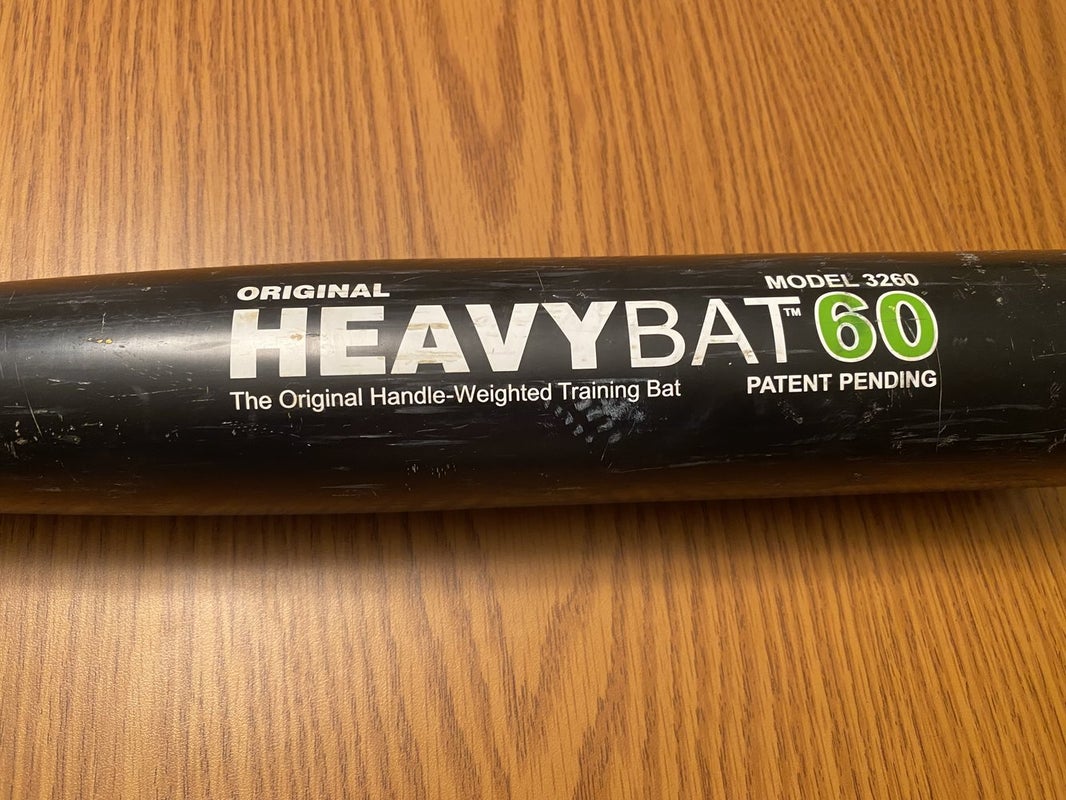 ORIGINAL
MODEL 3260
HEAVYBAT™ 60
The Original Handle-Weighted Training Bat
PATENT PENDING